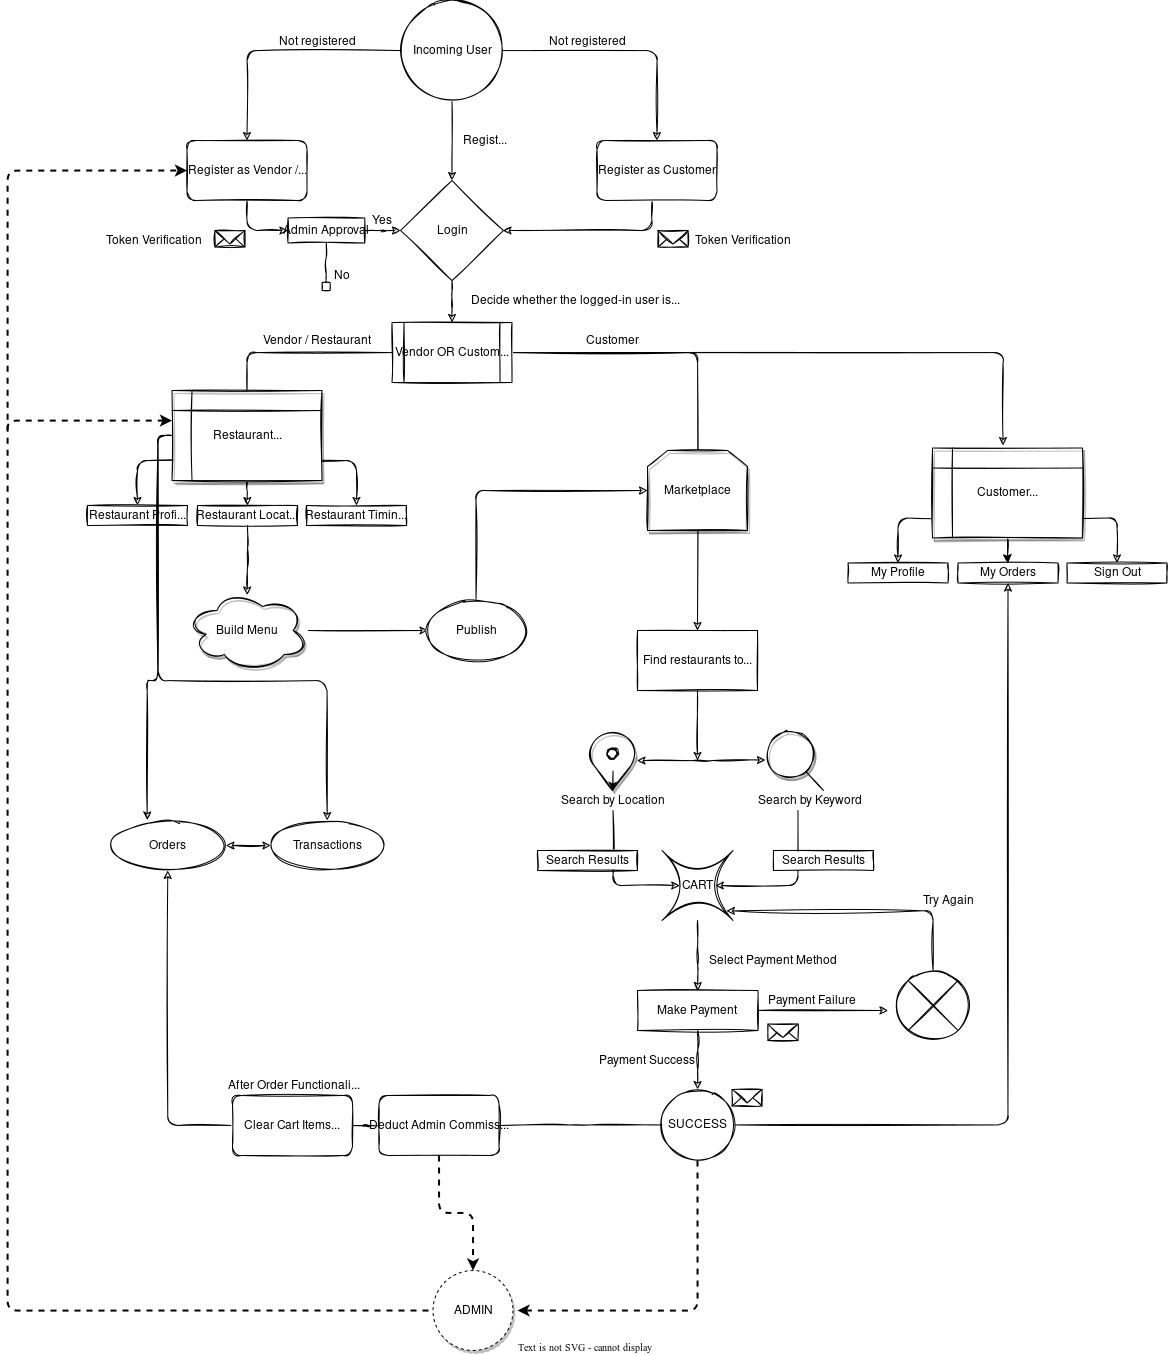 Incoming User
Not registered
Not registered
Regist...
Register as Vendor /...
Register as Customer
Yes
Admin Approval
Login
Token Verification
Token Verification
No
Decide whether the logged-in user is...
Vendor / Restaurant
Vendor OR Custom...
Customer
Restaurant...
Marketplace
Customer...
Restaurant Profi...
Restaurant Locat...
Restaurant Timin...
My Profile
My Orders
Sign Out
Build Menu
Publish
Find restaurants to...
Search by Location
Search by Keyword
Orders
Transactions
Search Results
Search Results
CART
Try Again
Select Payment Method
Make Payment
Payment Failure
Payment Success
After Order Functionali...
Clear Cart Items...
Deduct Admin Commiss...
SUCCESS
ADMIN
Text is not SVG - cannot display